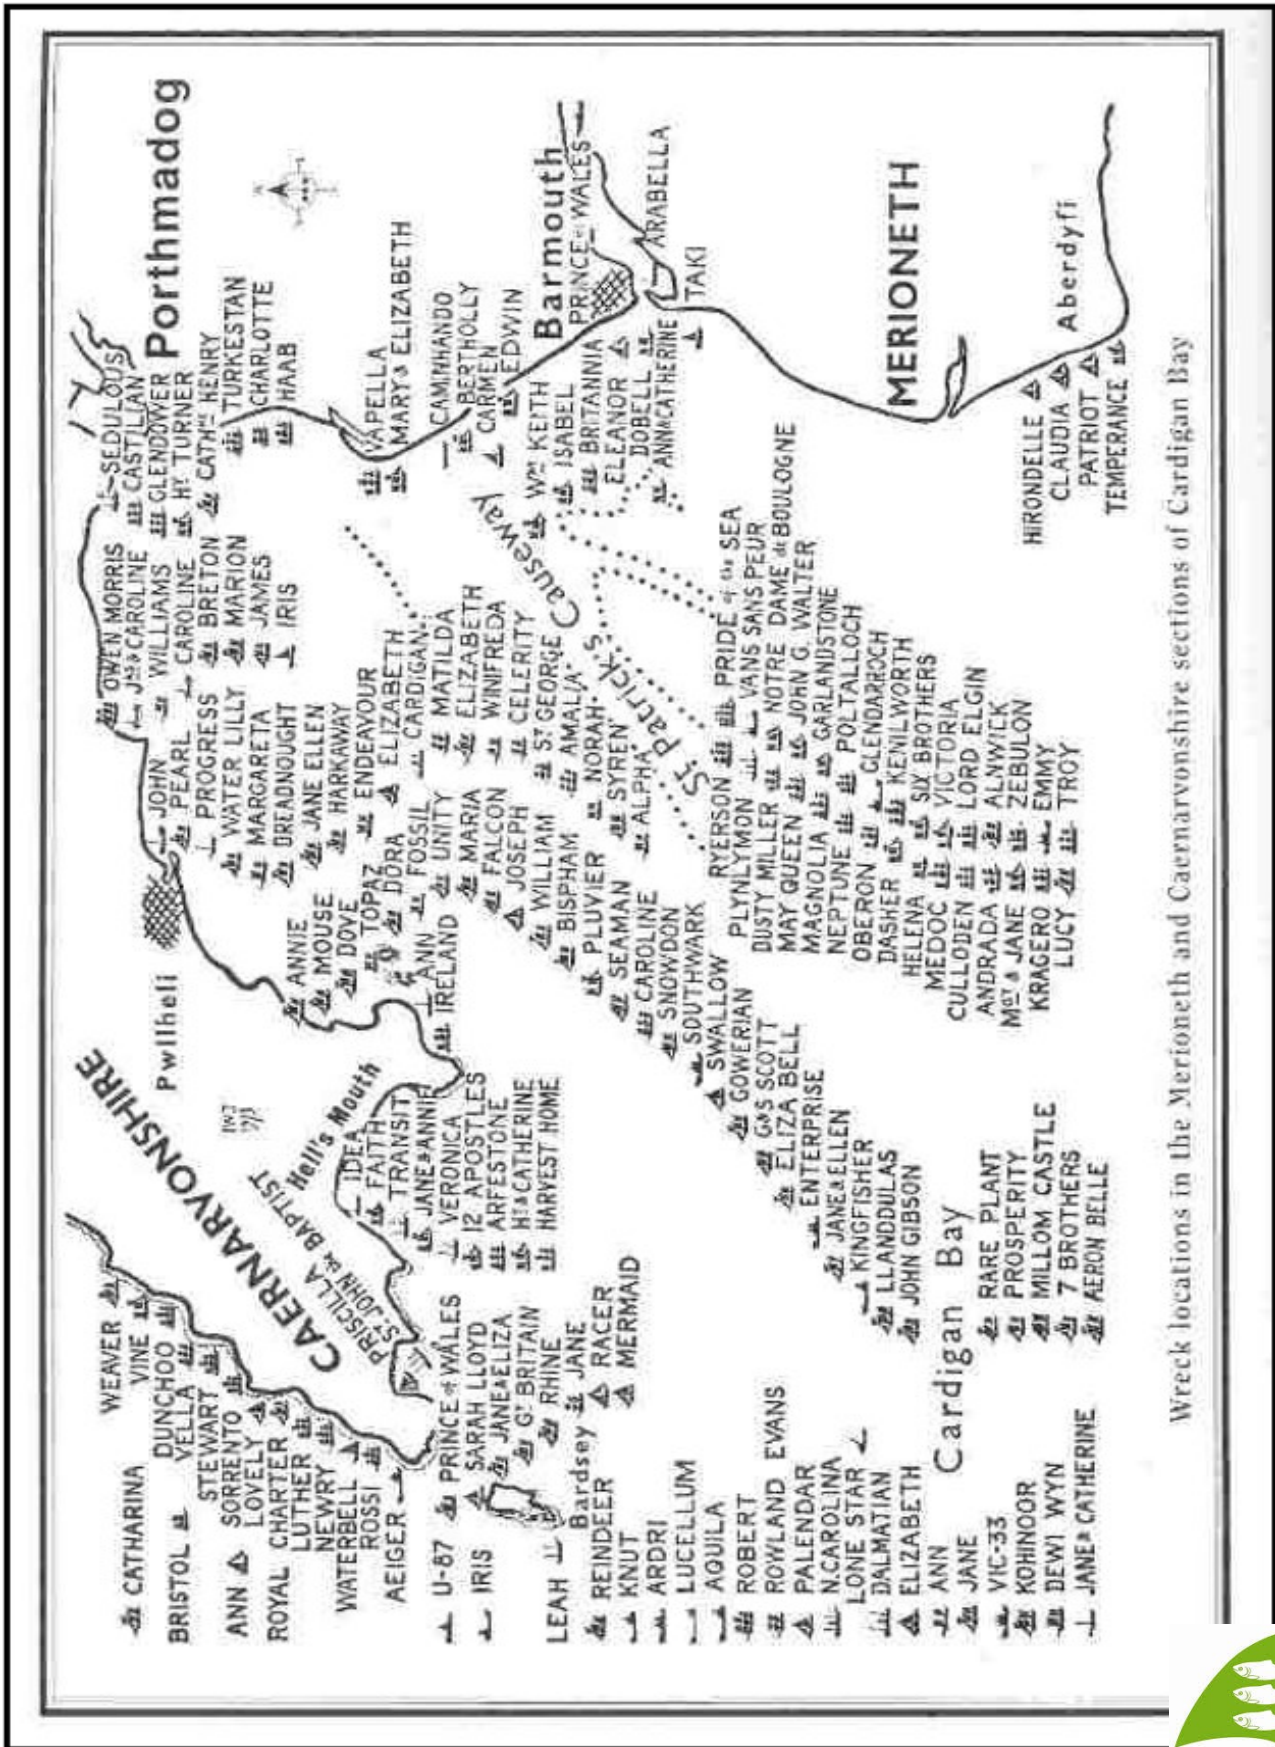 CAERNARVONSHIRE
Pwllheli
Porthmadog
Hell's Mouth
PRISCILLA
ST. JOHN the BAPTIST
WEAVER
VINE
CATHARINA
DUNCHOO
BRISTOL
VELLA
STEWART
ANN
SORRENTO
LOVELY
ROYAL CHARTER
LUTHER
NEWRY
WATERBELL
ROSSI
AEIGER
U-87
PRINCE of WALES
IRIS
SARAH LLOYD
JANE & ELIZA
GT BRITAIN
LEAH
RHINE
Bardsey
JANE
REINDEER
RACER
KNUT
MERMAID
ARDRI
LUCELLUM
AQUILA
ROBERT
ROWLAND EVANS
PALENDAR
N.CAROLINA
LONE STAR
DALMATIAN
ELIZABETH
ANN
JANE
VIC-33
KOHINOOR
DEWI WYN
JANE & CATHERINE
IDEA
FAITH
TRANSIT
JANE & ANNIE
VERONICA
12 APOSTLES
ARFESTONE
HT & CATHERINE
HARVEST HOME
ANNIE
MOUSE
DOVE
TOPAZ
DORA
ANN
IRELAND
OWEN MORRIS
SEDULOUS
JAS & CAROLINE
CASTILIAN
JOHN
WILLIAMS
GLENDOWER
PEARL
CAROLINE
HY TURNER
PROGRESS
BRETON
CATHNE HENRY
WATER LILLY
MARION
TURKESTAN
MARGARETA
JAMES
CHARLOTTE
DREADNOUGHT
IRIS
HAAB
JANE ELLEN
HARKAWAY
ENDEAVOUR
VAPELLA
ELIZABETH
MARY & ELIZABETH
FOSSIL
CARDIGAN
UNITY
MATILDA
CAMINHANDO
MARIA
ELIZABETH
BERTHOLLY
FALCON
WINIFREDA
CARMEN
JOSEPH
CELERITY
EDWIN
WILLIAM
ST GEORGE
WM KEITH
BISPHAM
AMALIA
ISABEL
PLUVIER
NORAH
BRITANNIA
SEAMAN
SYREN
ELEANOR
CAROLINE
ALPHA
DOBELL
SNOWDON
ANN & CATHERINE
St. Patrick's Causeway
Barmouth
PRINCE of WALES
ARABELLA
TAKI
SOUTHWARK
SWALLOW
GOWERIAN
G & S SCOTT
ELIZA BELL
ENTERPRISE
JANE & ELLEN
KINGFISHER
LLANDDULAS
JOHN GIBSON
RYERSON
PRIDE of the SEA
PLYNLYMON
VANS SANS PEUR
DUSTY MILLER
NOTRE DAME de BOULOGNE
MAY QUEEN
JOHN G. WALTER
MAGNOLIA
GARLANDSTONE
NEPTUNE
POLTALLOCH
OBERON
GLENDARROCH
DASHER
KENILWORTH
HELENA
SIX BROTHERS
MEDOC
VICTORIA
CULLODEN
LORD ELGIN
ANDRADA
ALNWICK
MGT & JANE
ZEBULON
KRAGERO
EMMY
LUCY
TROY
MERIONETH
Aberdyfi
HIRONDELLE
CLAUDIA
PATRIOT
TEMPERANCE
Cardigan Bay
RARE PLANT
PROSPERITY
MILLOM CASTLE
7 BROTHERS
AERON BELLE
Wreck locations in the Merioneth and Caernarvonshire sections of Cardigan Bay